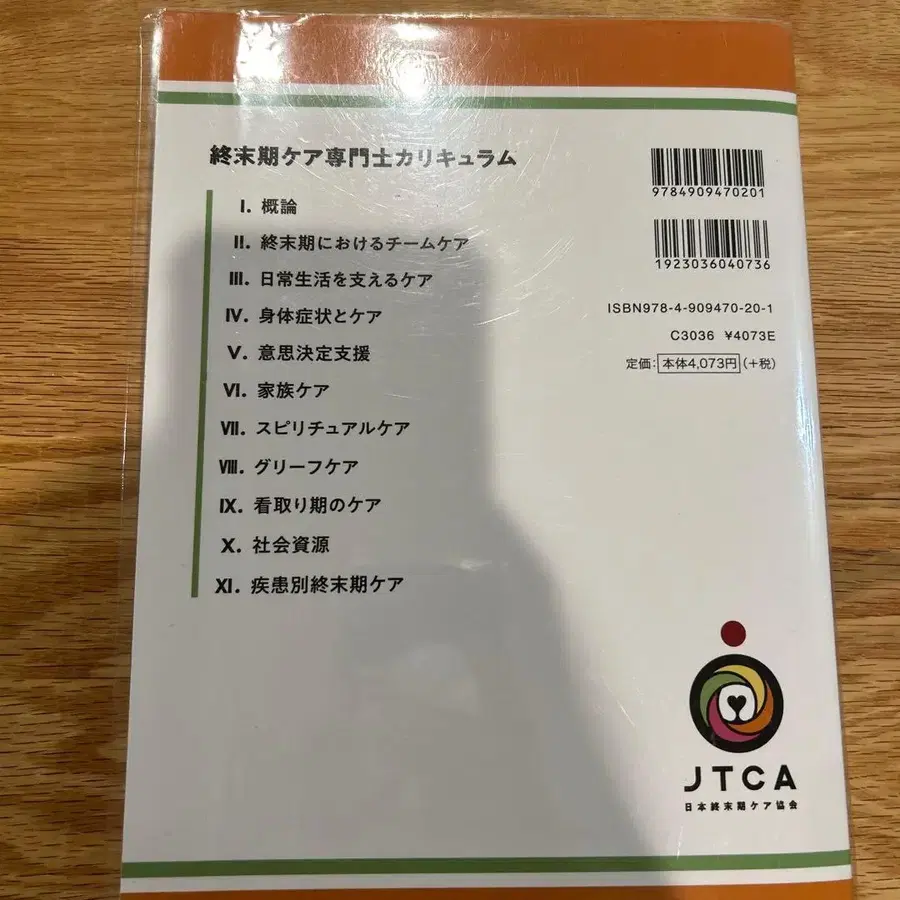 終末期ケア専門士カリキュラム
I. 概論
II. 終末期におけるチームケア
III. 日常生活を支えるケア
IV. 身体症状とケア
V. 意思決定支援
VI. 家族ケア
VII. スピリチュアルケア
VIII. グリーフケア
IX. 看取り期のケア
X. 社会資源
XI. 疾患別終末期ケア
9784909470201
1923036040736
ISBN978-4-909470-20-1
C3036 ¥4073E
定価：本体4,073円（+税）
JTCA
日本終末期ケア協会